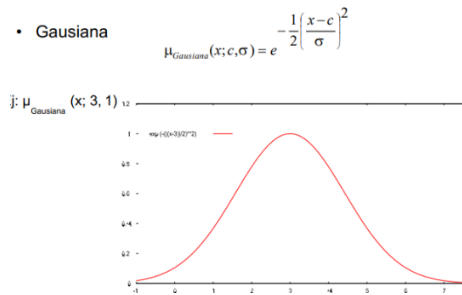 • Gausiana
μGausiana(x;c,σ) = e^-1/2((x-c)/σ)^2
j: μGausiana (x; 3, 1)
1.2
1
0.8
0.6
0.4
0.2
0
-1 0 1 2 3 4 5 6 7